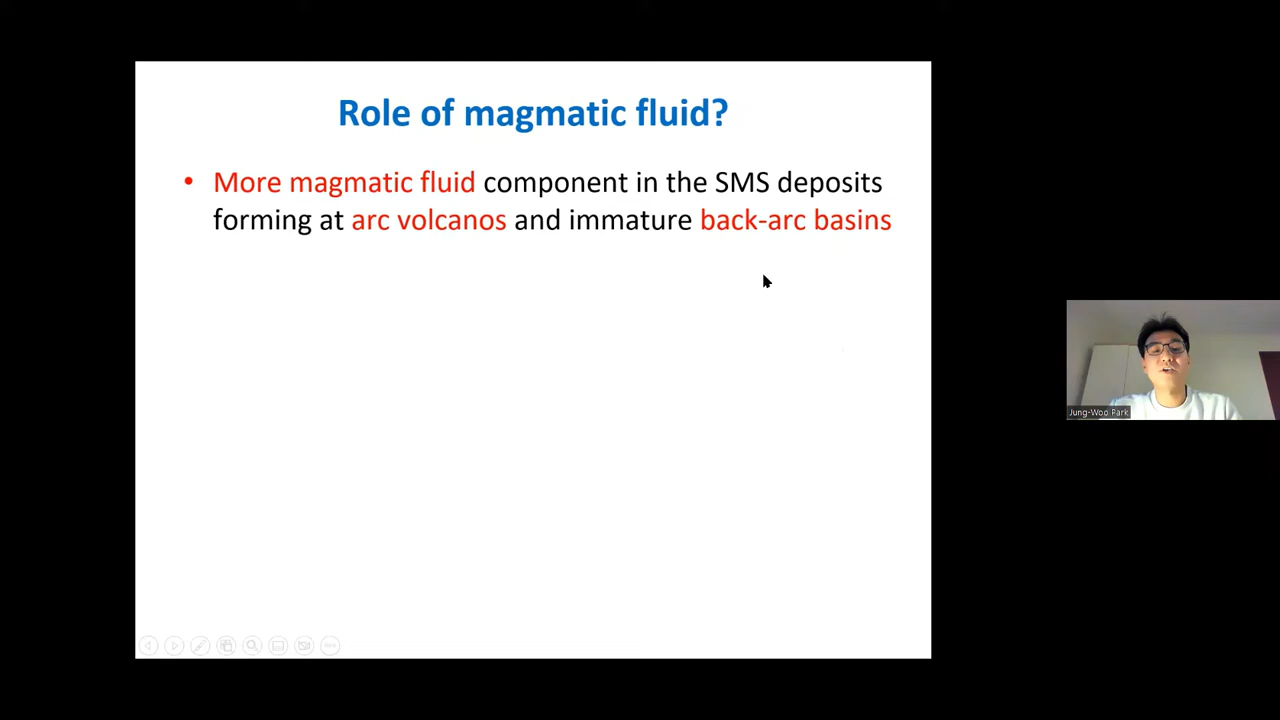 Role of magmatic fluid?
• More magmatic fluid component in the SMS deposits
forming at arc volcanos and immature back-arc basins
Jung-Woo Park